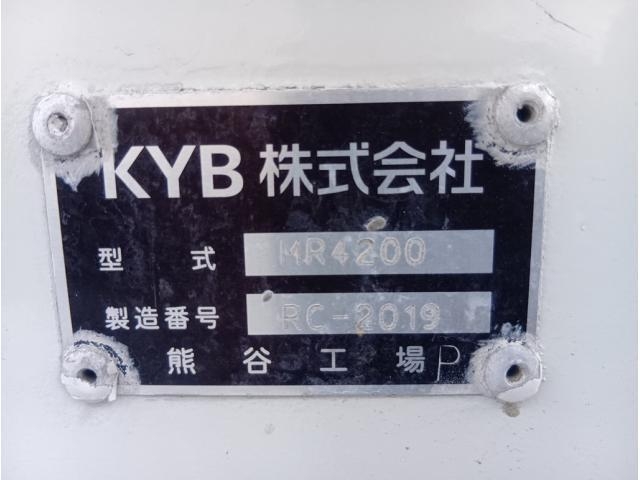 KYB 株式会社
型式 MR4200
製造番号 RC-2019
熊谷工場 P